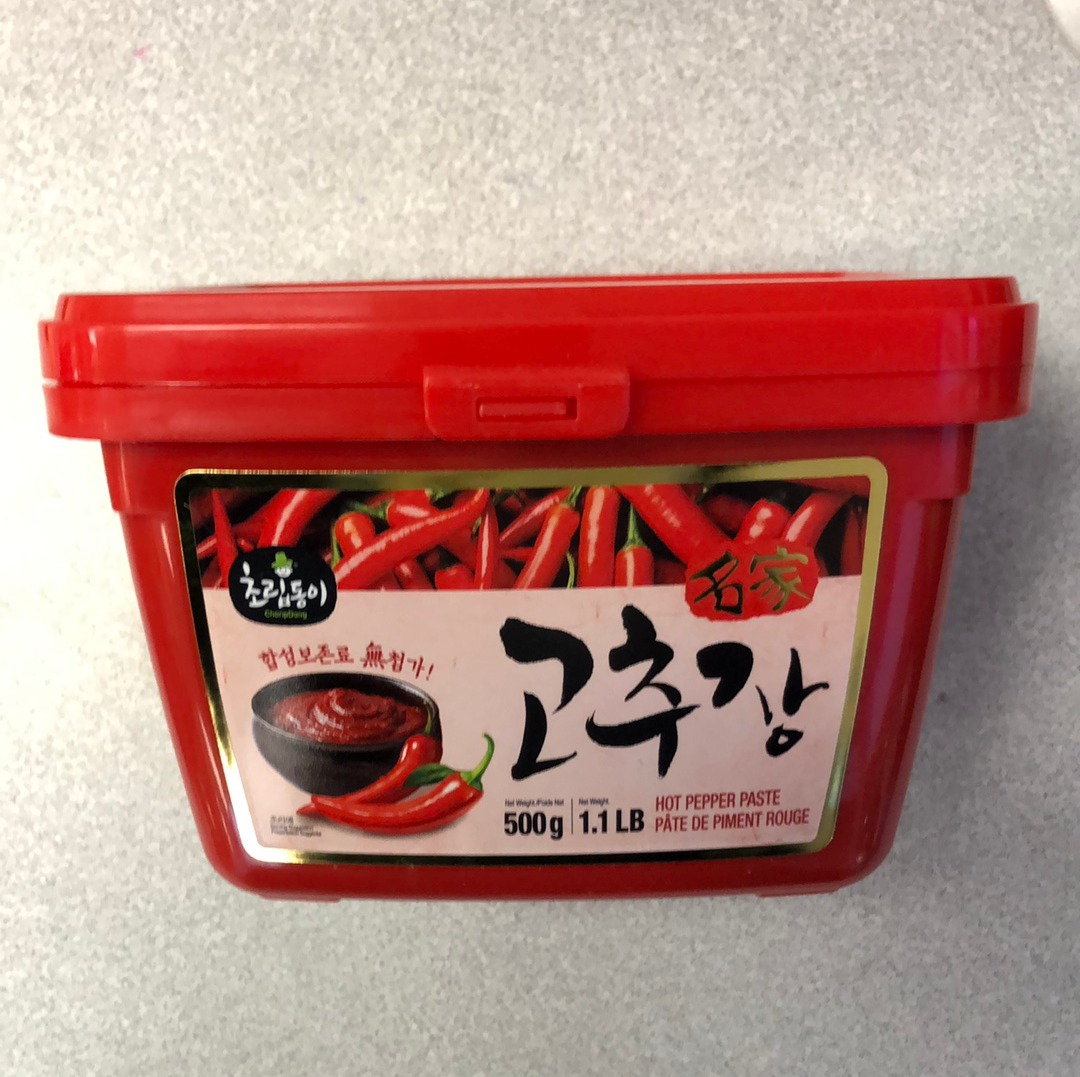 초립동이
ChoripDong
名家
합성보존료 無첨가!
고추장
Net Weight/Poids Net
500g
Net Weight
1.1 LB
HOT PEPPER PASTE
PÂTE DE PIMENT ROUGE